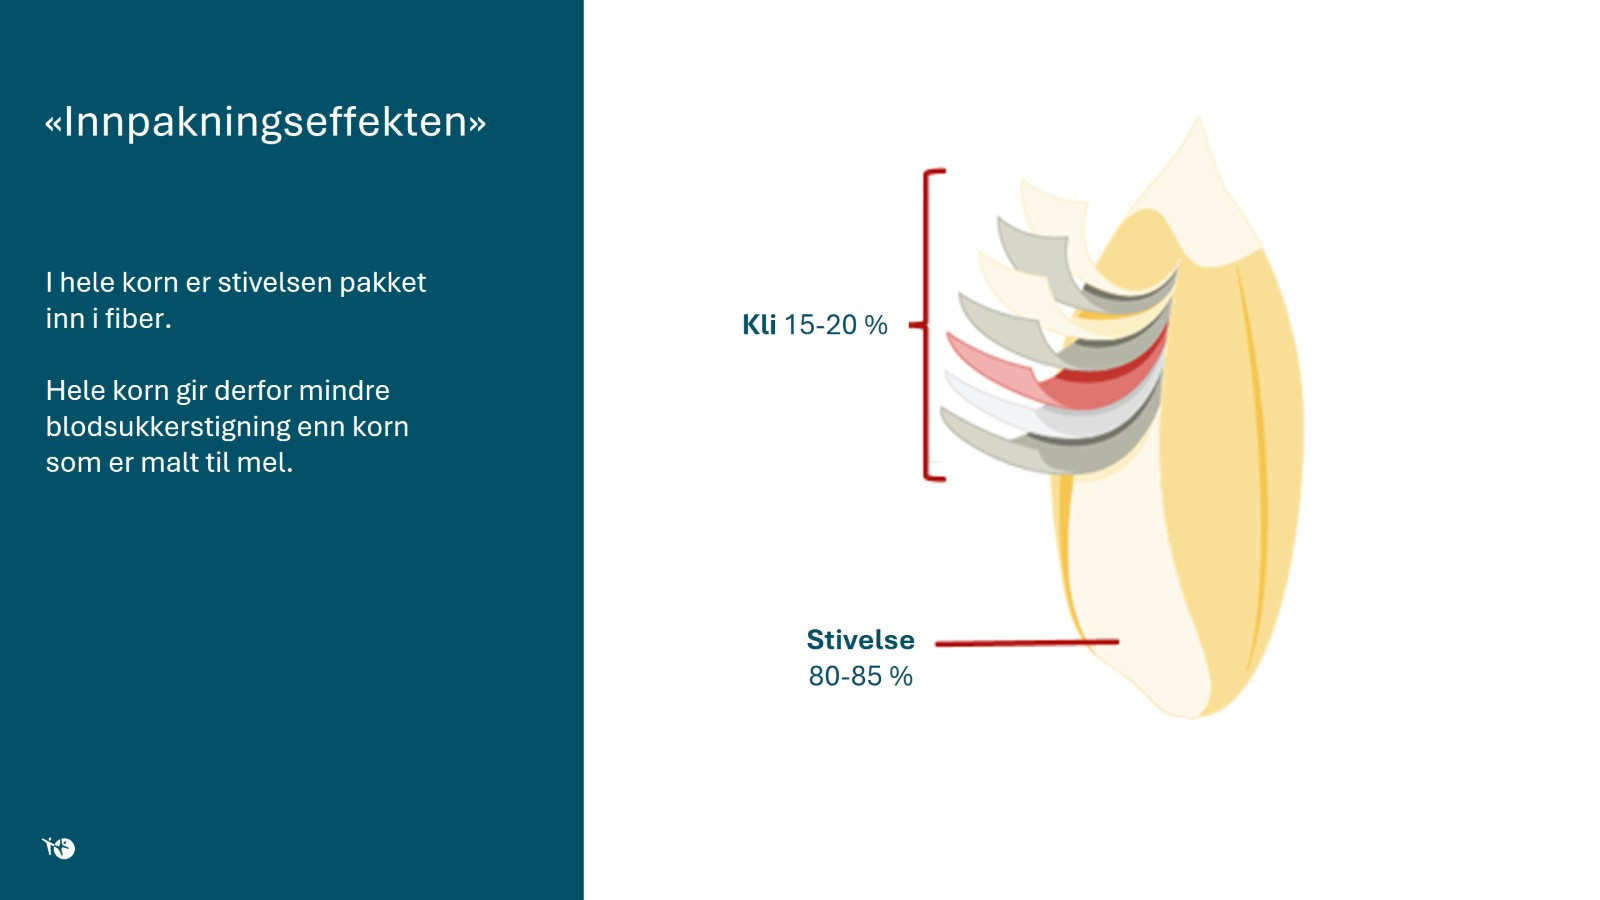 «Innpakningseffekten»
I hele korn er stivelsen pakket
inn i fiber.
Hele korn gir derfor mindre
blodsukkerstigning enn korn
som er malt til mel.
Kli 15-20 %
Stivelse
80-85 %